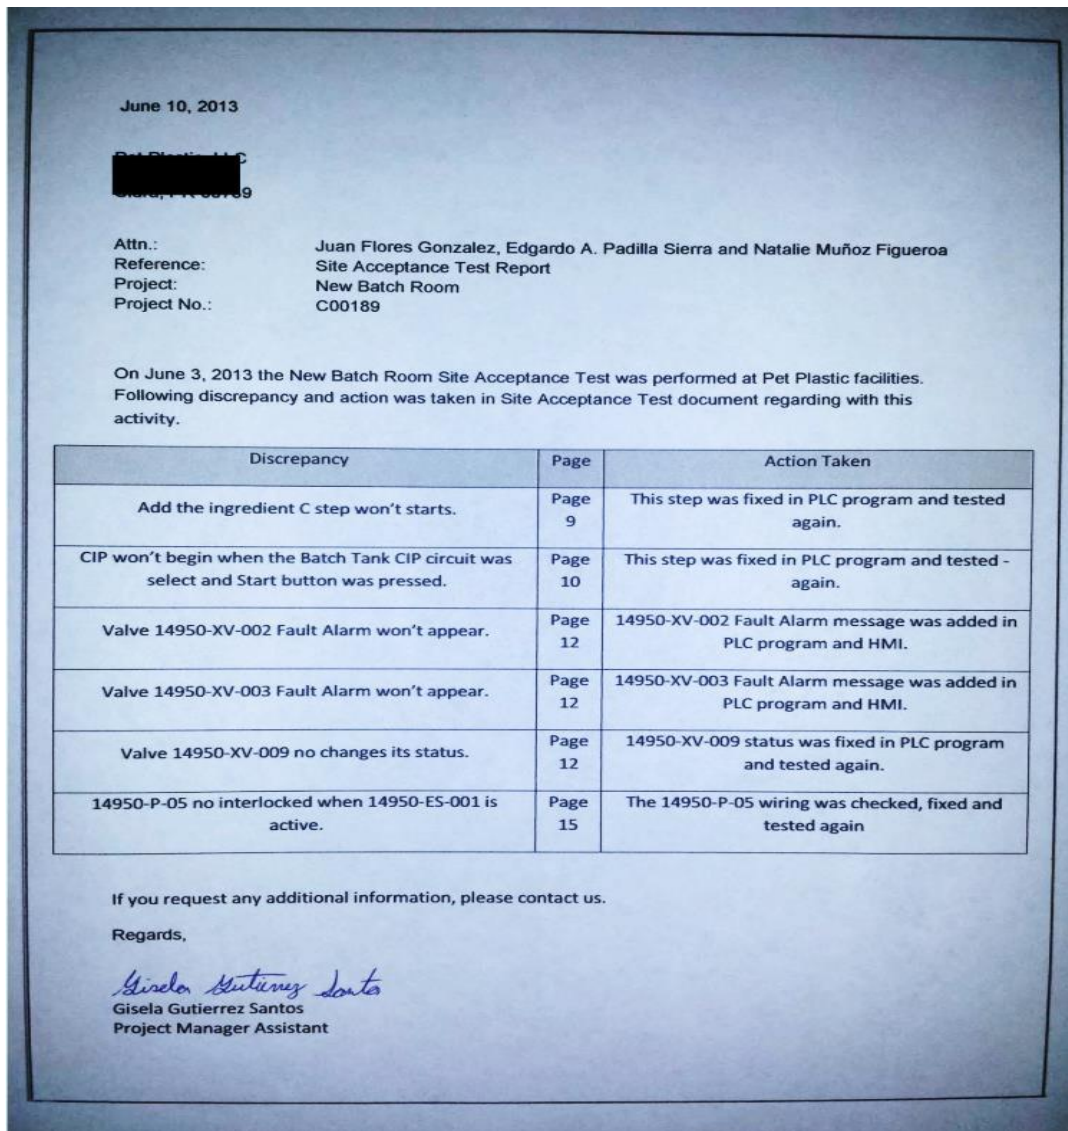 June 10, 2013
Attn.: Juan Flores Gonzalez, Edgardo A. Padilla Sierra and Natalie Muñoz Figueroa
Reference: Site Acceptance Test Report
Project: New Batch Room
Project No.: C00189
On June 3, 2013 the New Batch Room Site Acceptance Test was performed at Pet Plastic facilities.
Following discrepancy and action was taken in Site Acceptance Test document regarding with this
activity.
Discrepancy Page Action Taken
Add the ingredient C step won't starts. Page 9 This step was fixed in PLC program and tested again.
CIP won't begin when the Batch Tank CIP circuit was select and Start button was pressed. Page 10 This step was fixed in PLC program and tested - again.
Valve 14950-XV-002 Fault Alarm won't appear. Page 12 14950-XV-002 Fault Alarm message was added in PLC program and HMI.
Valve 14950-XV-003 Fault Alarm won't appear. Page 12 14950-XV-003 Fault Alarm message was added in PLC program and HMI.
Valve 14950-XV-009 no changes its status. Page 12 14950-XV-009 status was fixed in PLC program and tested again.
14950-P-05 no interlocked when 14950-ES-001 is active. Page 15 The 14950-P-05 wiring was checked, fixed and tested again
If you request any additional information, please contact us.
Regards,
Gisela Gutierrez Santos
Gisela Gutierrez Santos
Project Manager Assistant